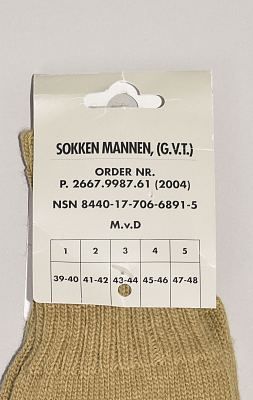 SOKKEN MANNEN, (G.V.T.)
ORDER NR.
P. 2667.9987.61 (2004)
NSN 8440-17-706-6891-5
M.v.D
1 2 3 4 5
39-40 41-42 43-44 45-46 47-48